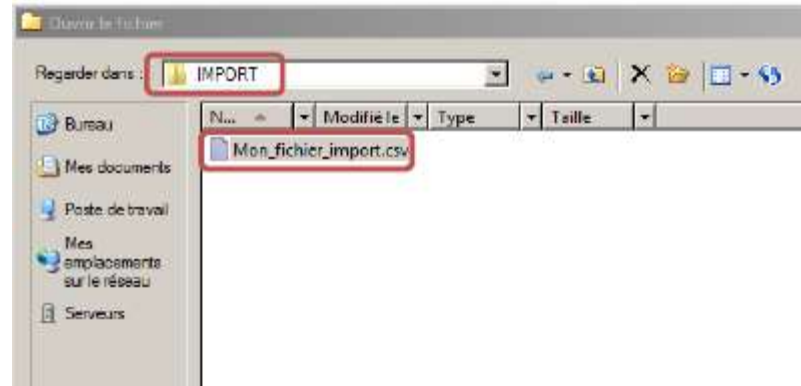 Ouvrir le fichier
Regarder dans :
IMPORT
N...
Modifié le
Type
Taille
Bureau
Mon_fichier_import.csv
Mes documents
Poste de travail
Mes
emplacements
sur le réseau
Serveurs